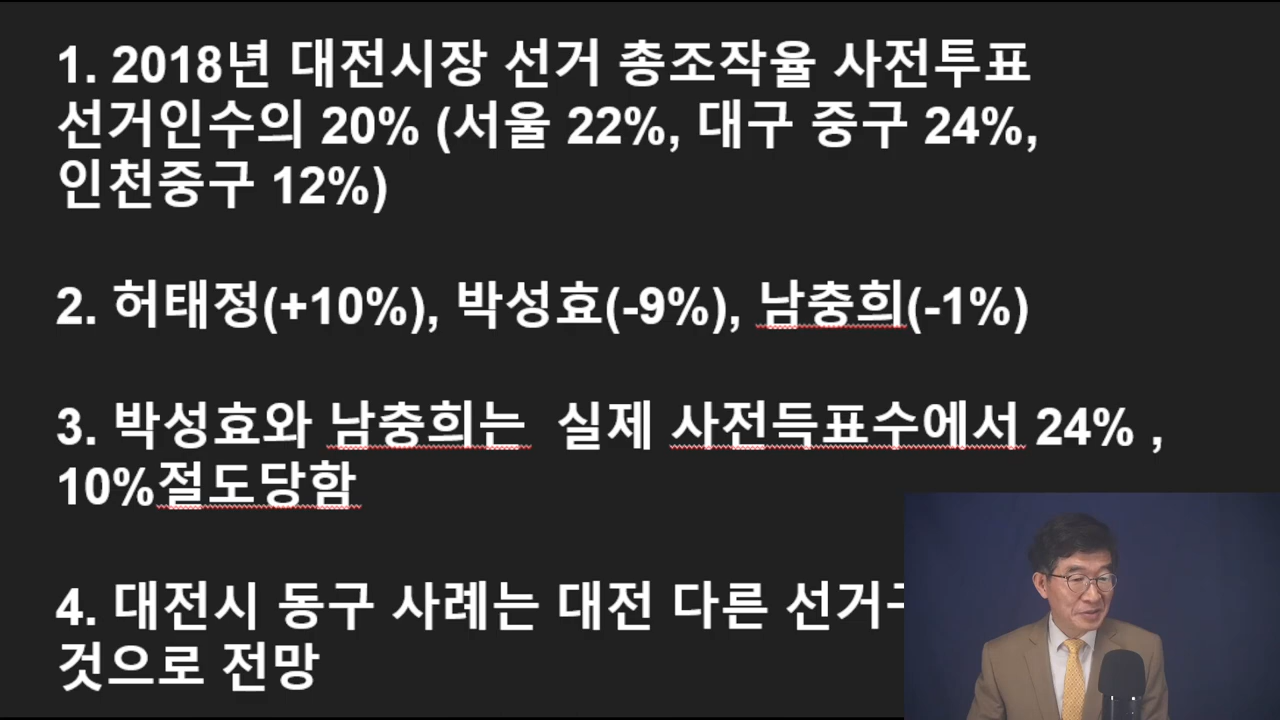 1. 2018년 대전시장 선거 총조작율 사전투표
선거인수의 20% (서울 22%, 대구 중구 24%,
인천중구 12%)
2. 허태정(+10%), 박성효(-9%), 남충희(-1%)
3. 박성효와 남충희는 실제 사전득표수에서 24% ,
10%절도당함
4. 대전시 동구 사례는 대전 다른 선거구
것으로 전망